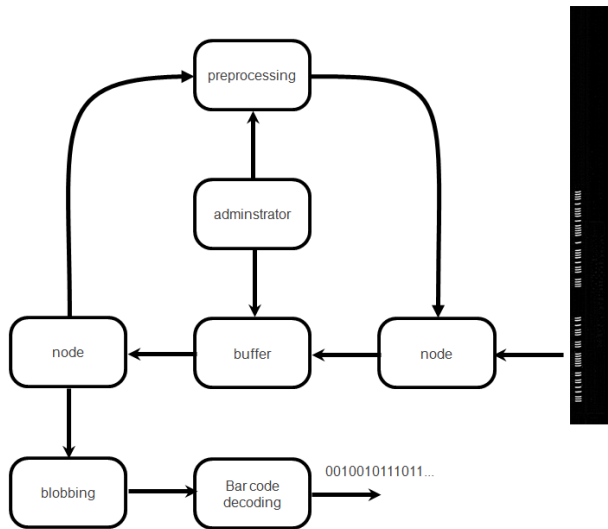 preprocessing
adminstrator
node
buffer
node
blobbing
Bar code
decoding
0010010111011...